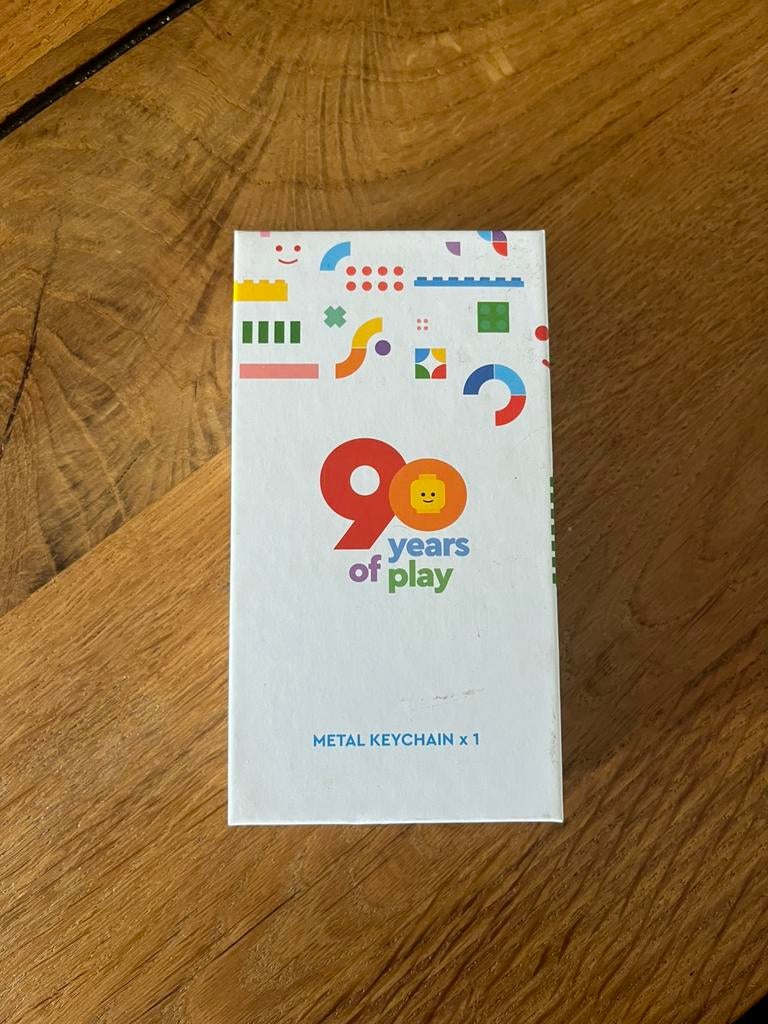 90
years
of play
METAL KEYCHAIN x 1